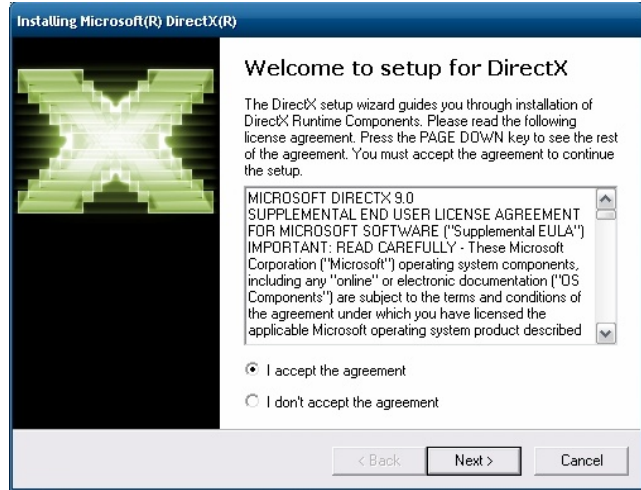 Installing Microsoft(R) DirectX(R)
Welcome to setup for DirectX
The DirectX setup wizard guides you through installation of
DirectX Runtime Components. Please read the following
license agreement. Press the PAGE DOWN key to see the rest
of the agreement. You must accept the agreement to continue
the setup.
MICROSOFT DIRECTX 9.0
SUPPLEMENTAL END USER LICENSE AGREEMENT
FOR MICROSOFT SOFTWARE ("Supplemental EULA")
IMPORTANT: READ CAREFULLY - These Microsoft
Corporation ("Microsoft") operating system components,
including any "online" or electronic documentation ("OS
Components") are subject to the terms and conditions of
the agreement under which you have licensed the
applicable Microsoft operating system product described
I accept the agreement
I don't accept the agreement
< Back
Next >
Cancel